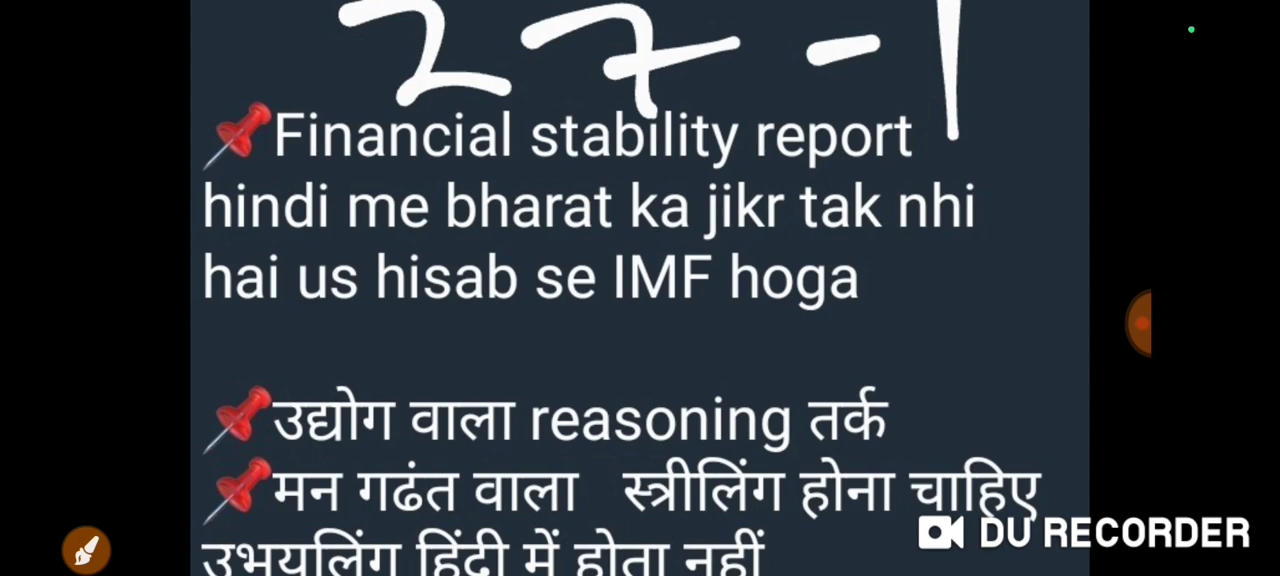 27-1
📌Financial stability report
hindi me bharat ka jikr tak nhi
hai us hisab se IMF hoga
📌उद्योग वाला reasoning तर्क
📌मन गढंत वाला स्त्रीलिंग होना चाहिए
उभयलिंग हिंदी में होता नहीं
DU RECORDER